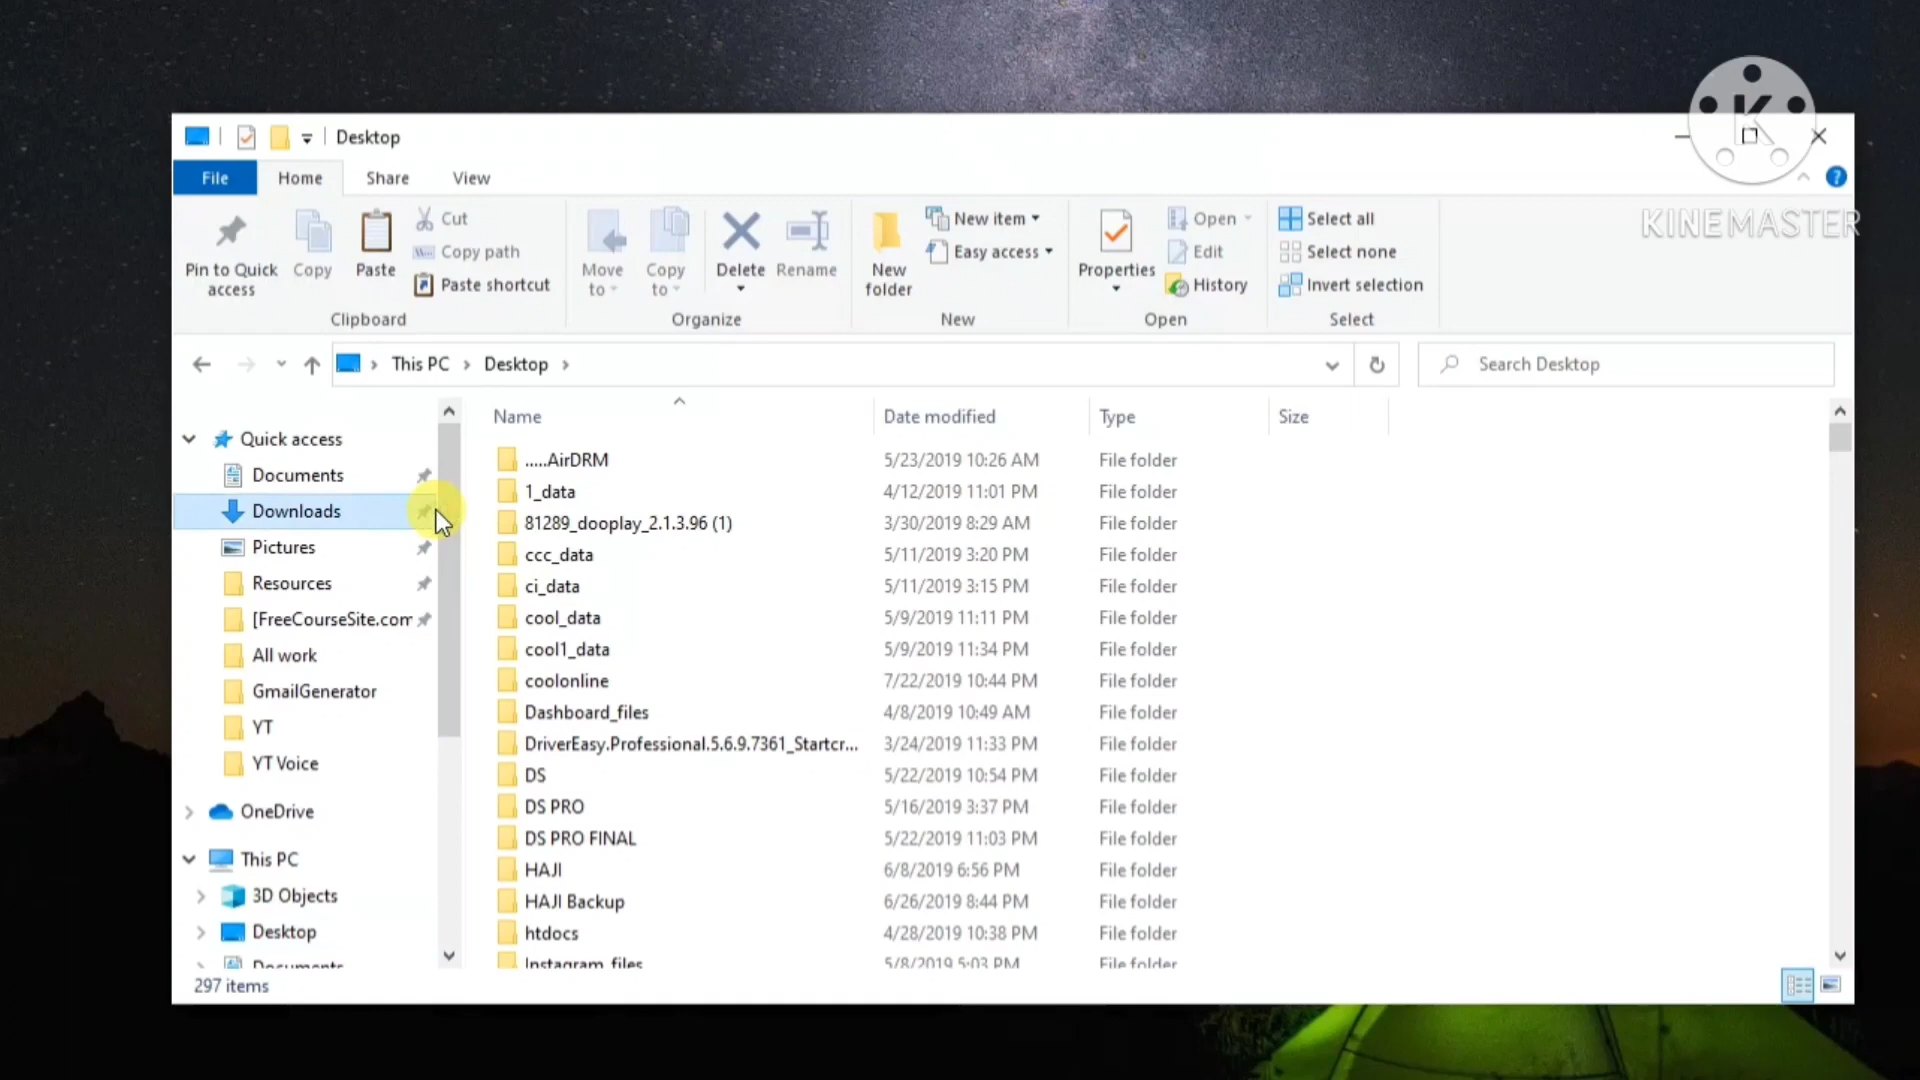 Desktop
K
File Home Share View
KINEMASTER
Pin to Quick access
Copy
Paste
Cut
Copy path
Paste shortcut
Clipboard
Move to
Copy to
Delete
Rename
Organize
New folder
New item
Easy access
New
Properties
Open
Edit
History
Open
Select all
Select none
Invert selection
Select
This PC > Desktop >
Search Desktop
Quick access
Documents
Downloads
Pictures
Resources
[FreeCourseSite.com
All work
GmailGenerator
YT
YT Voice
OneDrive
This PC
3D Objects
Desktop
Documents
Name Date modified Type Size
.....AirDRM 5/23/2019 10:26 AM File folder
1_data 4/12/2019 11:01 PM File folder
81289_dooplay_2.1.3.96 (1) 3/30/2019 8:29 AM File folder
ccc_data 5/11/2019 3:20 PM File folder
ci_data 5/11/2019 3:15 PM File folder
cool_data 5/9/2019 11:11 PM File folder
cool1_data 5/9/2019 11:34 PM File folder
coolonline 7/22/2019 10:44 PM File folder
Dashboard_files 4/8/2019 10:49 AM File folder
DriverEasy.Professional.5.6.9.7361_Startcr... 3/24/2019 11:33 PM File folder
DS 5/22/2019 10:54 PM File folder
DS PRO 5/16/2019 3:37 PM File folder
DS PRO FINAL 5/22/2019 11:03 PM File folder
HAJI 6/8/2019 6:56 PM File folder
HAJI Backup 6/26/2019 8:44 PM File folder
htdocs 4/28/2019 10:38 PM File folder
Instagram_files 5/8/2019 5:03 PM File folder
297 items